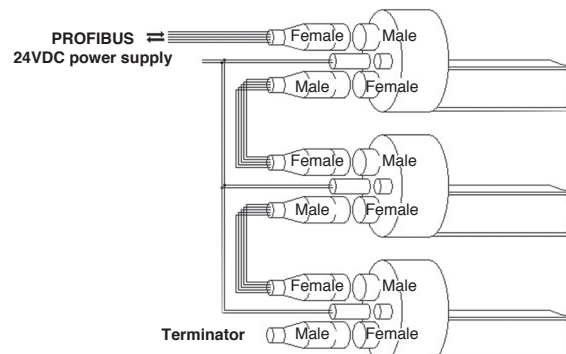 PROFIBUS
24VDC power supply
Female Male
Male Female
Female Male
Male Female
Female Male
Terminator Male Female